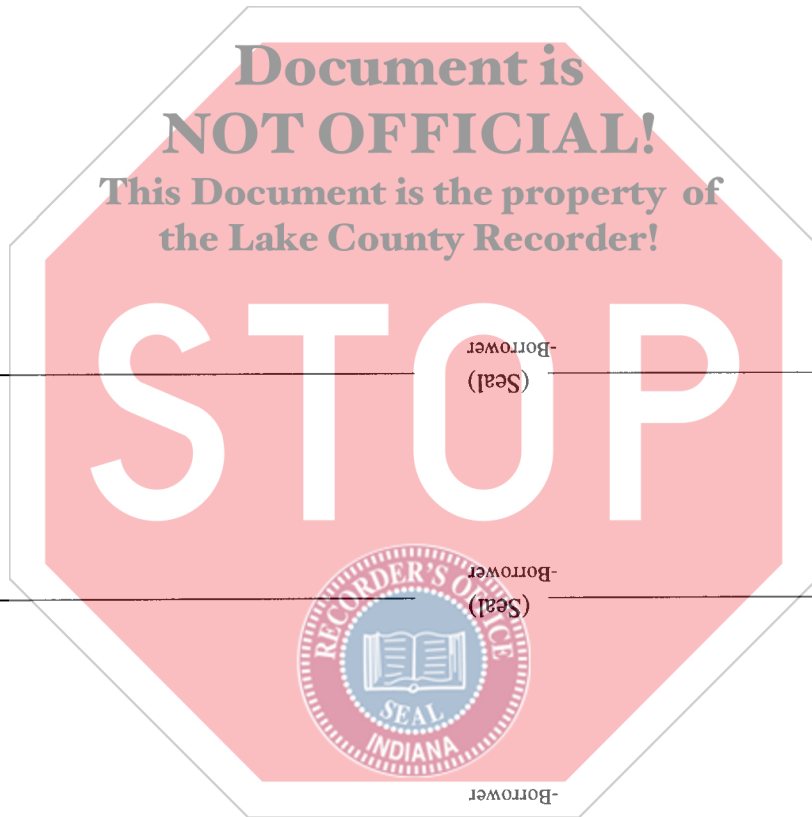 Document is
NOT OFFICIAL!
This Document is the property of
the Lake County Recorder!
STOP
-Borrower
(Seal)
-Borrower
(Seal)
RECORDER'S OFFICE
SEAL
INDIANA
-Borrower